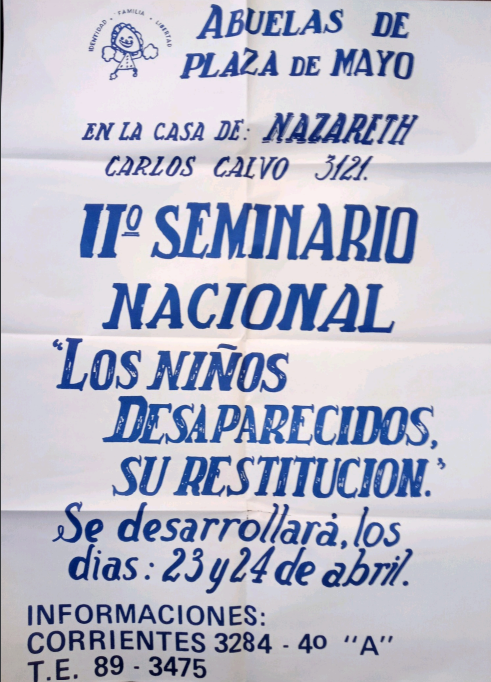 IDENTIDAD · FAMILIA · LIBERTAD
ABUELAS DE
PLAZA DE MAYO
EN LA CASA DE: NAZARETH
CARLOS CALVO 3121.
IIº SEMINARIO
NACIONAL
"LOS NIÑOS
DESAPARECIDOS,
SU RESTITUCION."
Se desarrollará, los
dias: 23 y 24 de abril.
INFORMACIONES:
CORRIENTES 3284 - 4º "A"
T.E. 89 - 3475